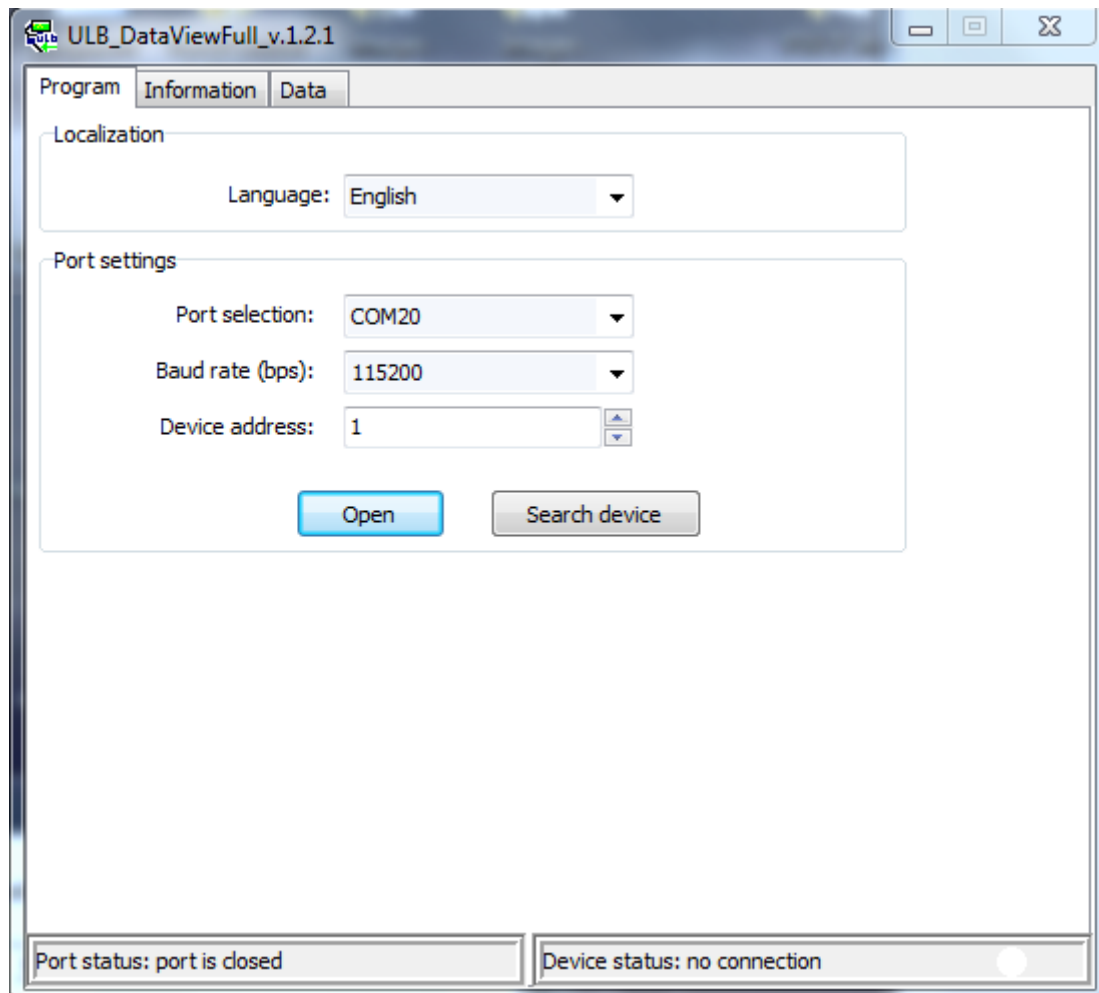 ULB_DataViewFull_v.1.2.1
Program Information Data
Localization
Language: English
Port settings
Port selection: COM20
Baud rate (bps): 115200
Device address: 1
Open Search device
Port status: port is closed Device status: no connection